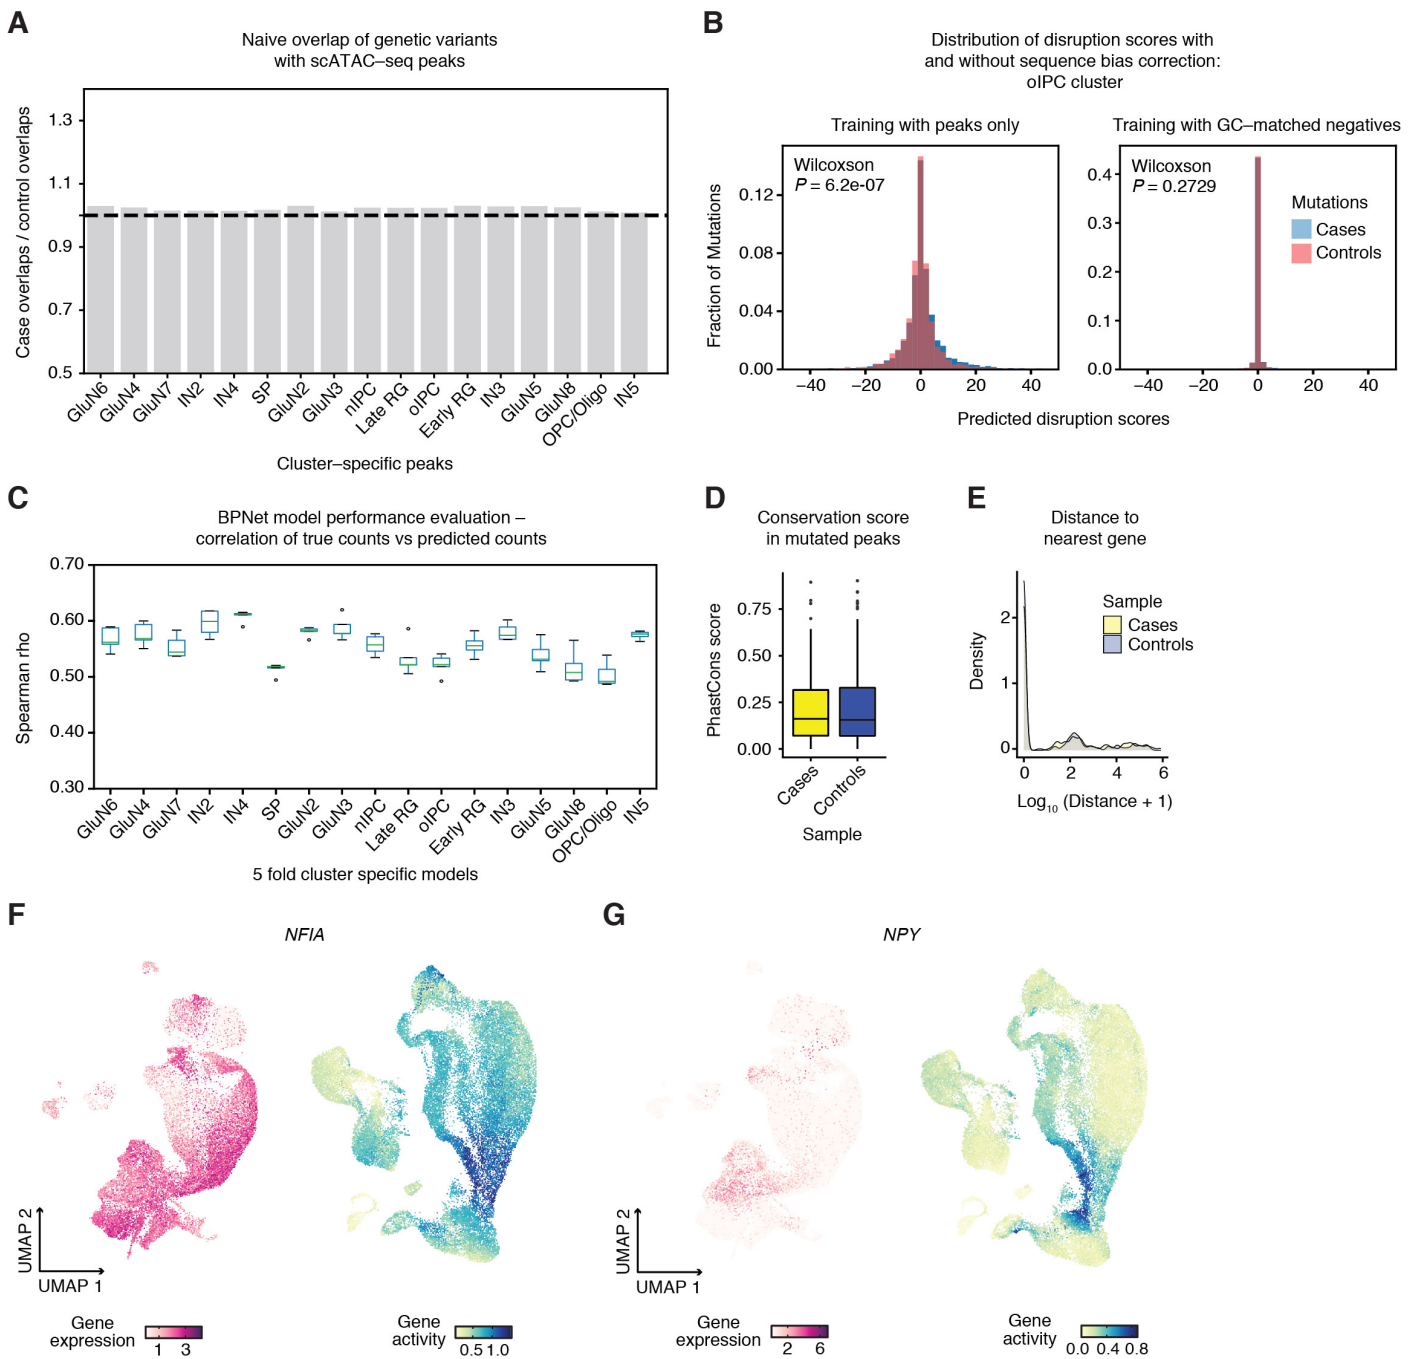 A
Naive overlap of genetic variants
with scATAC–seq peaks
Case overlaps / control overlaps
1.3
1.1
0.9
0.7
0.5
GluN6
GluN4
GluN7
IN2
IN4
SP
GluN2
GluN3
nIPC
Late RG
oIPC
Early RG
IN3
GluN5
GluN8
OPC/Oligo
IN5
Cluster–specific peaks
B
Distribution of disruption scores with
and without sequence bias correction:
oIPC cluster
Training with peaks only
Wilcoxson
P = 6.2e-07
Fraction of Mutations
0.12
0.08
0.04
0.00
−40
−20
0
20
40
Training with GC–matched negatives
Wilcoxson
P = 0.2729
Mutations
Cases
Controls
0.4
0.3
0.2
0.1
0.0
−40
−20
0
20
40
Predicted disruption scores
C
BPNet model performance evaluation –
correlation of true counts vs predicted counts
Spearman rho
0.70
0.60
0.50
0.40
0.30
GluN6
GluN4
GluN7
IN2
IN4
SP
GluN2
GluN3
nIPC
Late RG
oIPC
Early RG
IN3
GluN5
GluN8
OPC/Oligo
IN5
5 fold cluster specific models
D
Conservation score
in mutated peaks
PhastCons score
0.75
0.50
0.25
0.00
Cases
Controls
Sample
E
Distance to
nearest gene
Sample
Cases
Controls
Density
2
1
0
0
2
4
6
Log10 (Distance + 1)
F
NFIA
UMAP 2
UMAP 1
Gene
expression
1 3
Gene
activity
0.5 1.0
G
NPY
UMAP 2
UMAP 1
Gene
expression
2 6
Gene
activity
0.0 0.4 0.8